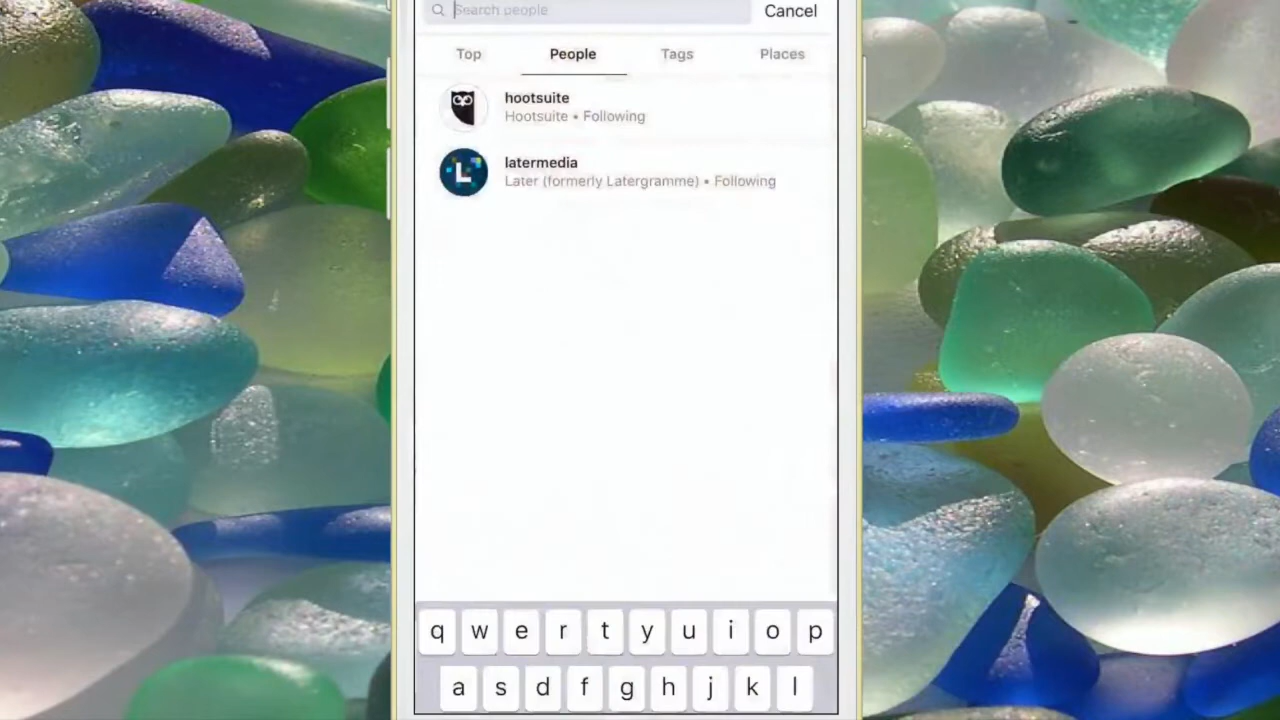 Search people
Cancel
Top People Tags Places
hootsuite
Hootsuite • Following
latermedia
Later (formerly Latergramme) • Following
q w e r t y u i o p
a s d f g h j k l